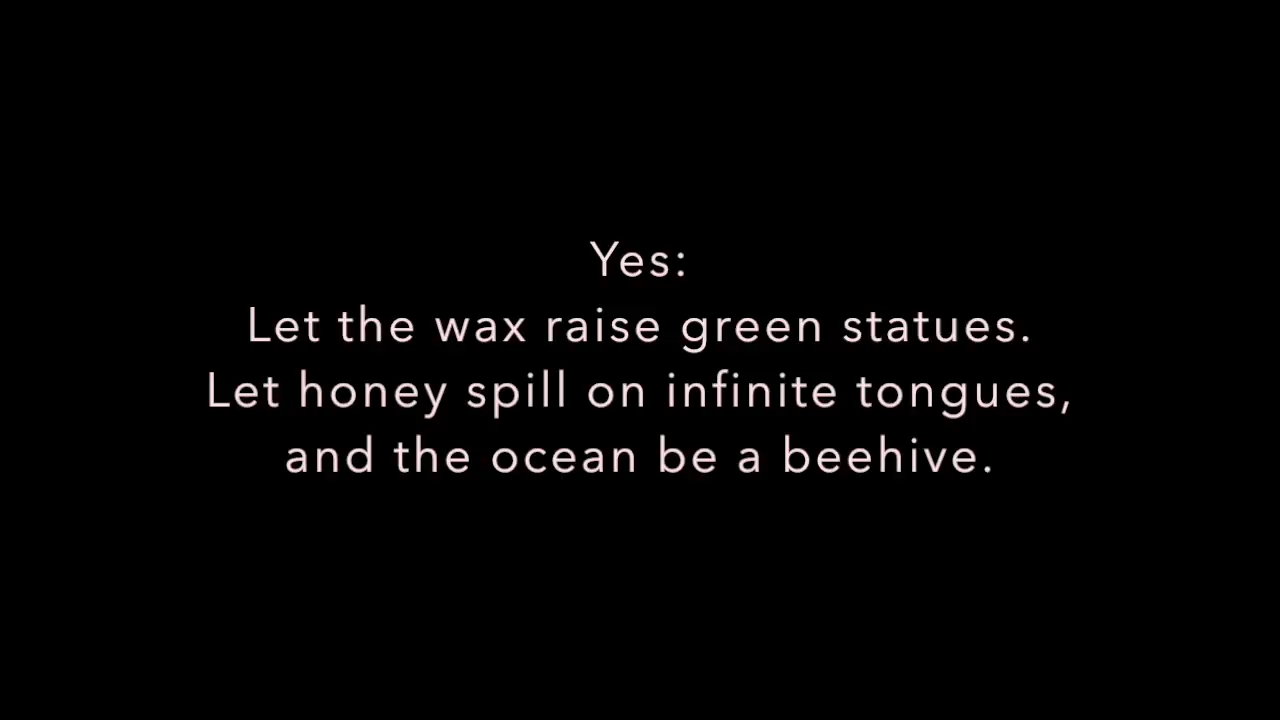 Yes:
Let the wax raise green statues.
Let honey spill on infinite tongues,
and the ocean be a beehive.